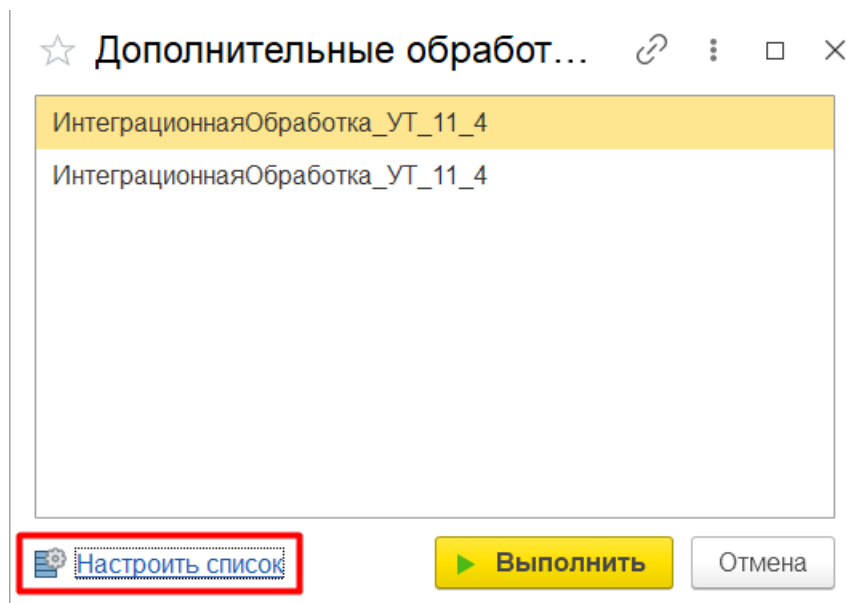 Дополнительные обработ...
ИнтеграционнаяОбработка_УТ_11_4
ИнтеграционнаяОбработка_УТ_11_4
Настроить список Выполнить Отмена